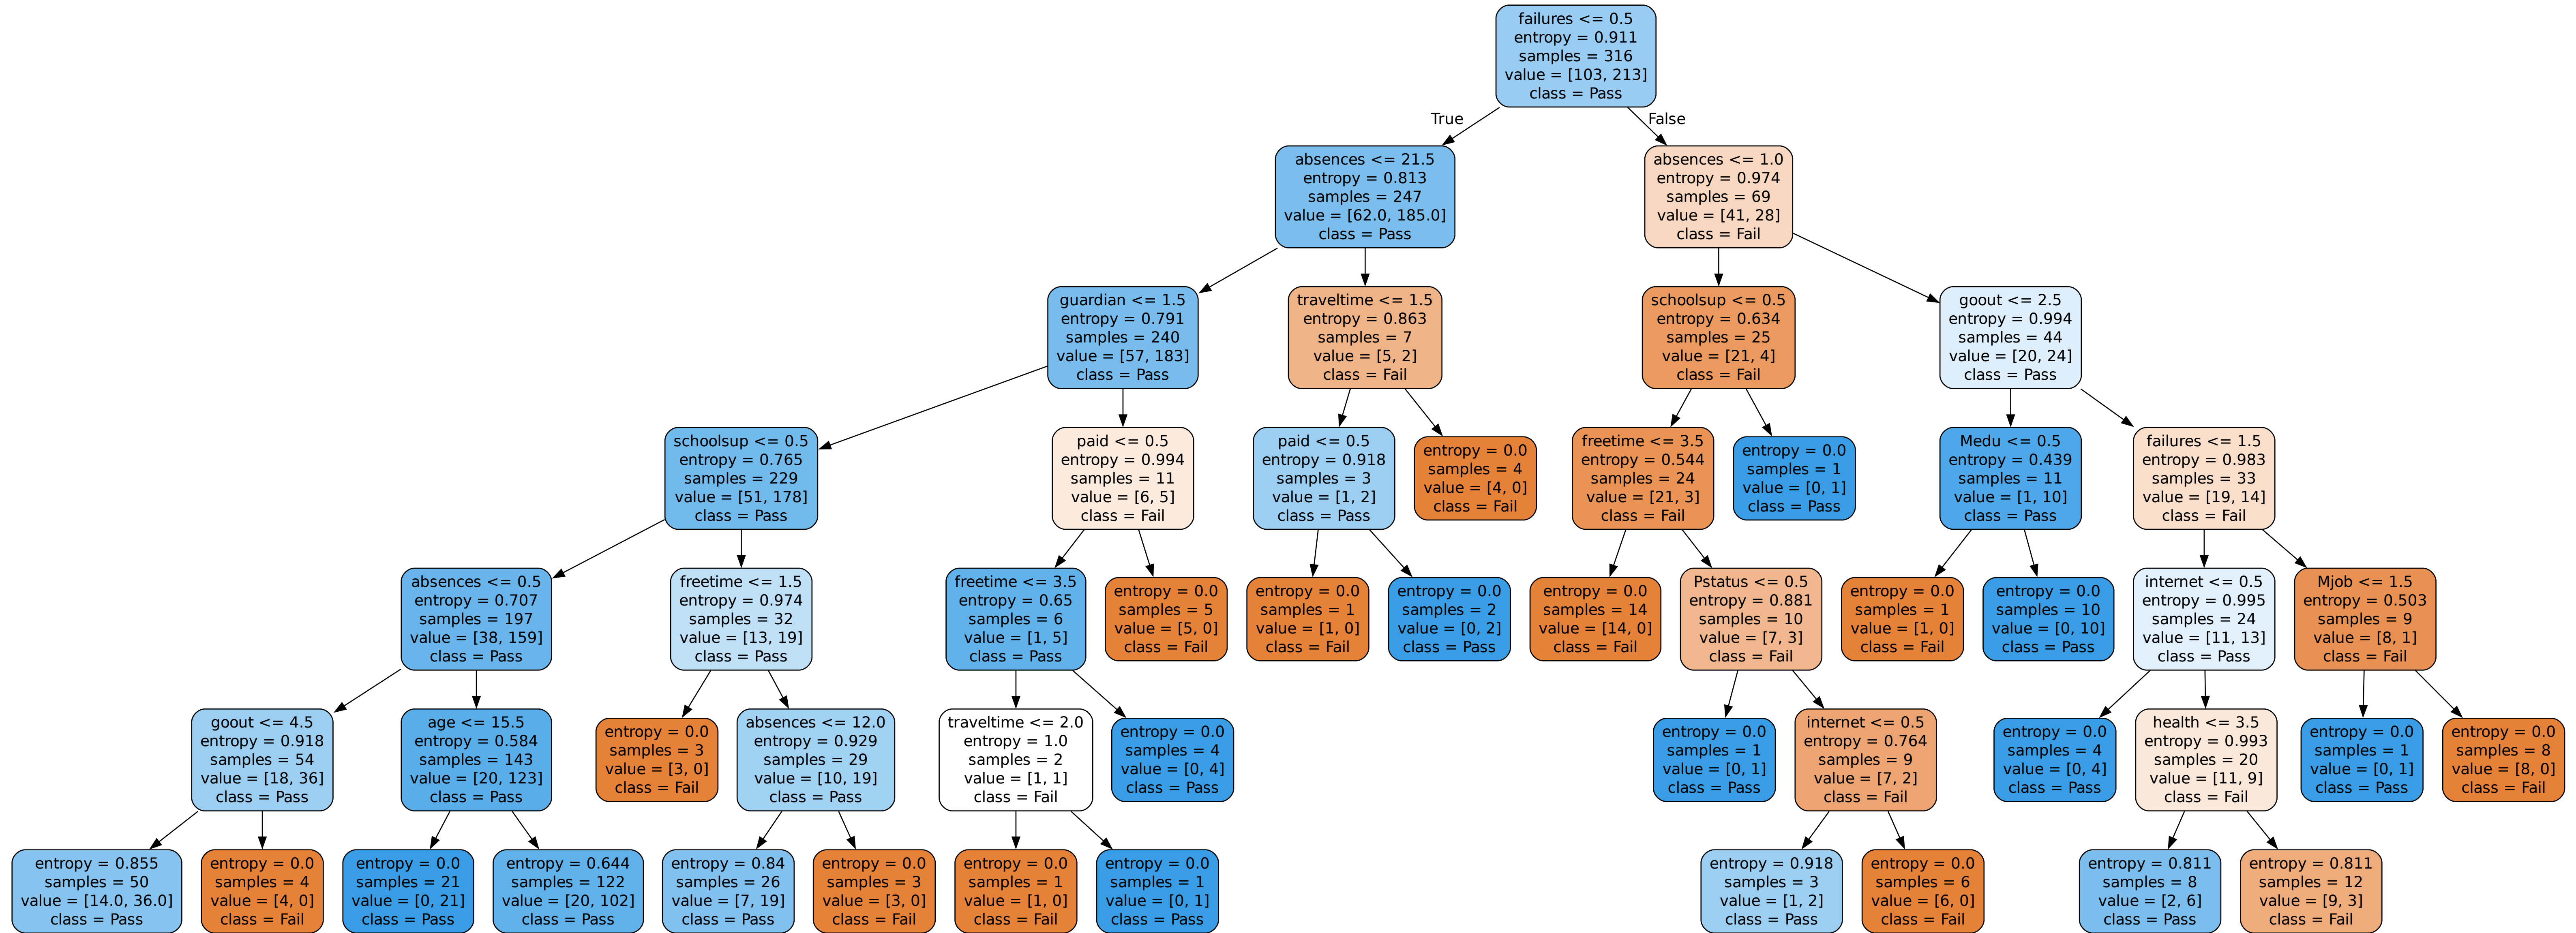 failures <= 0.5
entropy = 0.911
samples = 316
value = [103, 213]
class = Pass
True
False
absences <= 21.5
entropy = 0.813
samples = 247
value = [62.0, 185.0]
class = Pass
absences <= 1.0
entropy = 0.974
samples = 69
value = [41, 28]
class = Fail
guardian <= 1.5
entropy = 0.791
samples = 240
value = [57, 183]
class = Pass
traveltime <= 1.5
entropy = 0.863
samples = 7
value = [5, 2]
class = Fail
schoolsup <= 0.5
entropy = 0.634
samples = 25
value = [21, 4]
class = Fail
goout <= 2.5
entropy = 0.994
samples = 44
value = [20, 24]
class = Pass
schoolsup <= 0.5
entropy = 0.765
samples = 229
value = [51, 178]
class = Pass
paid <= 0.5
entropy = 0.994
samples = 11
value = [6, 5]
class = Fail
paid <= 0.5
entropy = 0.918
samples = 3
value = [1, 2]
class = Pass
entropy = 0.0
samples = 4
value = [4, 0]
class = Fail
freetime <= 3.5
entropy = 0.544
samples = 24
value = [21, 3]
class = Fail
entropy = 0.0
samples = 1
value = [0, 1]
class = Pass
Medu <= 0.5
entropy = 0.439
samples = 11
value = [1, 10]
class = Pass
failures <= 1.5
entropy = 0.983
samples = 33
value = [19, 14]
class = Fail
absences <= 0.5
entropy = 0.707
samples = 197
value = [38, 159]
class = Pass
freetime <= 1.5
entropy = 0.974
samples = 32
value = [13, 19]
class = Pass
freetime <= 3.5
entropy = 0.65
samples = 6
value = [1, 5]
class = Pass
entropy = 0.0
samples = 5
value = [5, 0]
class = Fail
entropy = 0.0
samples = 1
value = [1, 0]
class = Fail
entropy = 0.0
samples = 2
value = [0, 2]
class = Pass
entropy = 0.0
samples = 14
value = [14, 0]
class = Fail
Pstatus <= 0.5
entropy = 0.881
samples = 10
value = [7, 3]
class = Fail
entropy = 0.0
samples = 1
value = [1, 0]
class = Fail
entropy = 0.0
samples = 10
value = [0, 10]
class = Pass
internet <= 0.5
entropy = 0.995
samples = 24
value = [11, 13]
class = Pass
Mjob <= 1.5
entropy = 0.503
samples = 9
value = [8, 1]
class = Fail
goout <= 4.5
entropy = 0.918
samples = 54
value = [18, 36]
class = Pass
age <= 15.5
entropy = 0.584
samples = 143
value = [20, 123]
class = Pass
entropy = 0.0
samples = 3
value = [3, 0]
class = Fail
absences <= 12.0
entropy = 0.929
samples = 29
value = [10, 19]
class = Pass
traveltime <= 2.0
entropy = 1.0
samples = 2
value = [1, 1]
class = Fail
entropy = 0.0
samples = 4
value = [0, 4]
class = Pass
entropy = 0.0
samples = 1
value = [0, 1]
class = Pass
internet <= 0.5
entropy = 0.764
samples = 9
value = [7, 2]
class = Fail
entropy = 0.0
samples = 4
value = [0, 4]
class = Pass
health <= 3.5
entropy = 0.993
samples = 20
value = [11, 9]
class = Fail
entropy = 0.0
samples = 1
value = [0, 1]
class = Pass
entropy = 0.0
samples = 8
value = [8, 0]
class = Fail
entropy = 0.855
samples = 50
value = [14.0, 36.0]
class = Pass
entropy = 0.0
samples = 4
value = [4, 0]
class = Fail
entropy = 0.0
samples = 21
value = [0, 21]
class = Pass
entropy = 0.644
samples = 122
value = [20, 102]
class = Pass
entropy = 0.84
samples = 26
value = [7, 19]
class = Pass
entropy = 0.0
samples = 3
value = [3, 0]
class = Fail
entropy = 0.0
samples = 1
value = [1, 0]
class = Fail
entropy = 0.0
samples = 1
value = [0, 1]
class = Pass
entropy = 0.918
samples = 3
value = [1, 2]
class = Pass
entropy = 0.0
samples = 6
value = [6, 0]
class = Fail
entropy = 0.811
samples = 8
value = [2, 6]
class = Pass
entropy = 0.811
samples = 12
value = [9, 3]
class = Fail